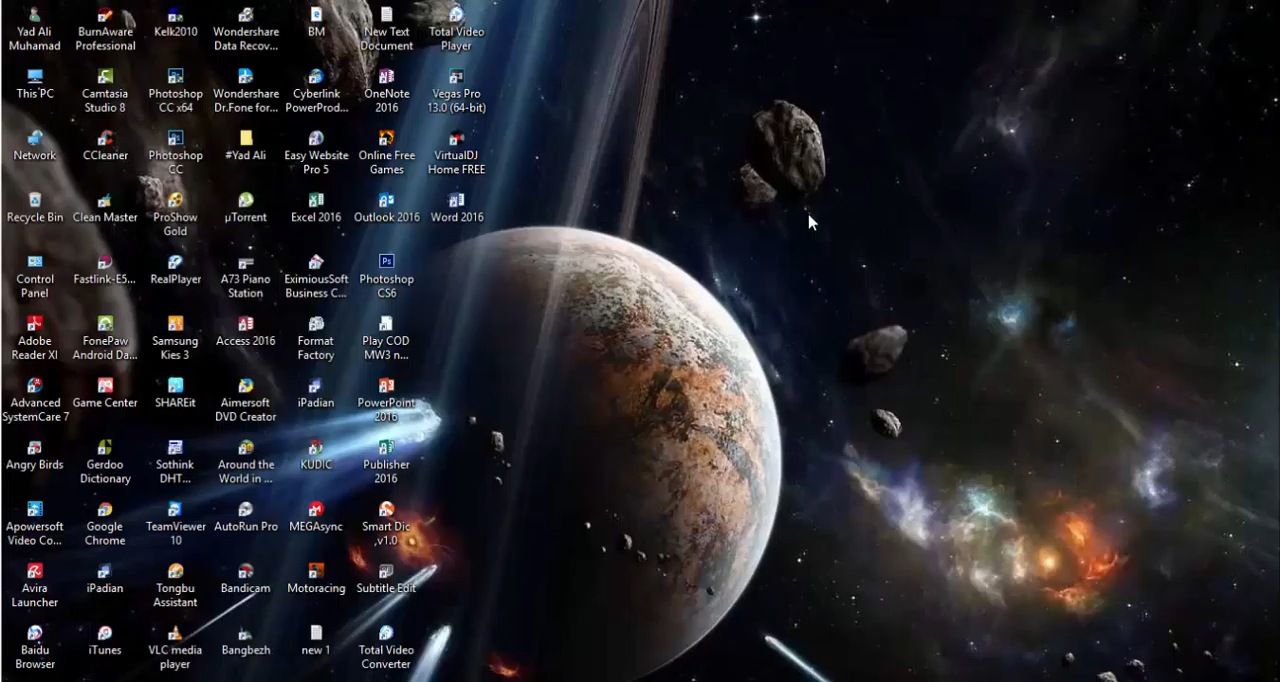 Yad Ali
Muhamad
BurnAware
Professional
Kelk2010
Wondershare
Data Recov...
BM
New Text
Document
Total Video
Player
This PC
Camtasia
Studio 8
Photoshop
CC x64
Wondershare
Dr.Fone for...
Cyberlink
PowerProd...
OneNote
2016
Vegas Pro
13.0 (64-bit)
Network
CCleaner
Photoshop
CC
#Yad Ali
Easy Website
Pro 5
Online Free
Games
VirtualDJ
Home FREE
Recycle Bin
Clean Master
ProShow
Gold
µTorrent
Excel 2016
Outlook 2016
Word 2016
Control
Panel
Fastlink-E5...
RealPlayer
A73 Piano
Station
EximiousSoft
Business C...
Photoshop
CS6
Adobe
Reader XI
FonePaw
Android Da...
Samsung
Kies 3
Access 2016
Format
Factory
Play COD
MW3 n...
Advanced
SystemCare 7
Game Center
SHAREit
Aimersoft
DVD Creator
iPadian
PowerPoint
2016
Angry Birds
Gerdoo
Dictionary
Sothink
DHT...
Around the
World in ...
KUDIC
Publisher
2016
Apowersoft
Video Co...
Google
Chrome
TeamViewer
10
AutoRun Pro
MEGAsync
Smart Dic
,v1.0
Avira
Launcher
iPadian
Tongbu
Assistant
Bandicam
Motoracing
Subtitle Edit
Baidu
Browser
iTunes
VLC media
player
Bangbezh
new 1
Total Video
Converter